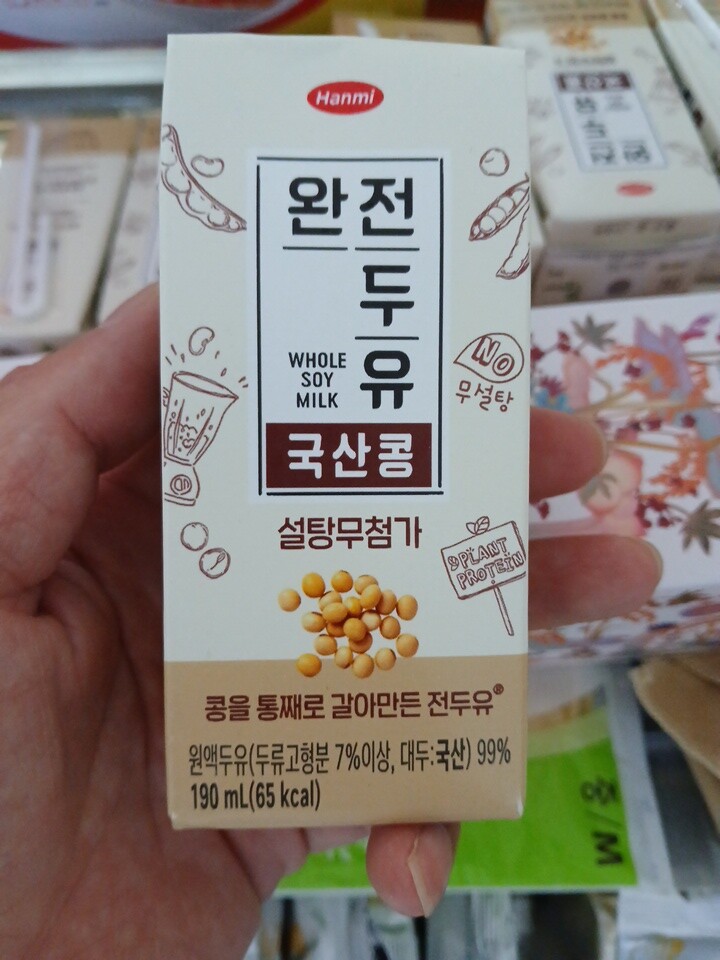 Hanmi
완전두유
WHOLE
SOY
MILK
국산콩
NO
무설탕
설탕무첨가
PLANT
PROTEIN
콩을 통째로 갈아만든 전두유®
원액두유(두류고형분 7%이상, 대두:국산) 99%
190 mL(65 kcal)
중/M